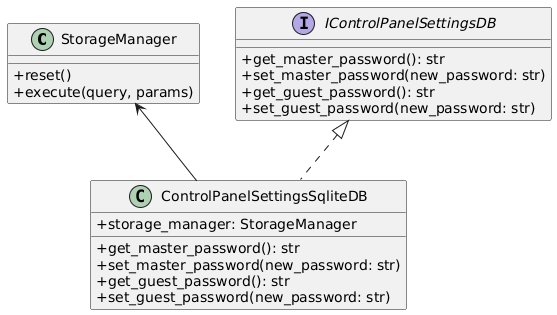 C StorageManager
+reset()
+execute(query, params)
I IControlPanelSettingsDB
+get_master_password(): str
+set_master_password(new_password: str)
+get_guest_password(): str
+set_guest_password(new_password: str)
C ControlPanelSettingsSqliteDB
+storage_manager: StorageManager
+get_master_password(): str
+set_master_password(new_password: str)
+get_guest_password(): str
+set_guest_password(new_password: str)